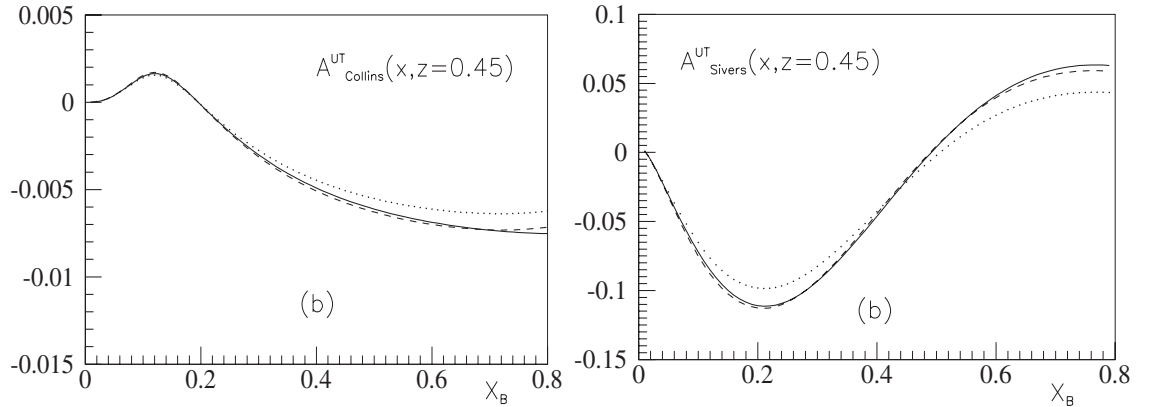 0.005
0
-0.005
-0.01
-0.015
A^UT_Collins(x,z=0.45)
(b)
0 0.2 0.4 0.6 0.8
X_B
0.1
0.05
0
-0.05
-0.1
-0.15
A^UT_Sivers(x,z=0.45)
(b)
0 0.2 0.4 0.6 0.8
X_B